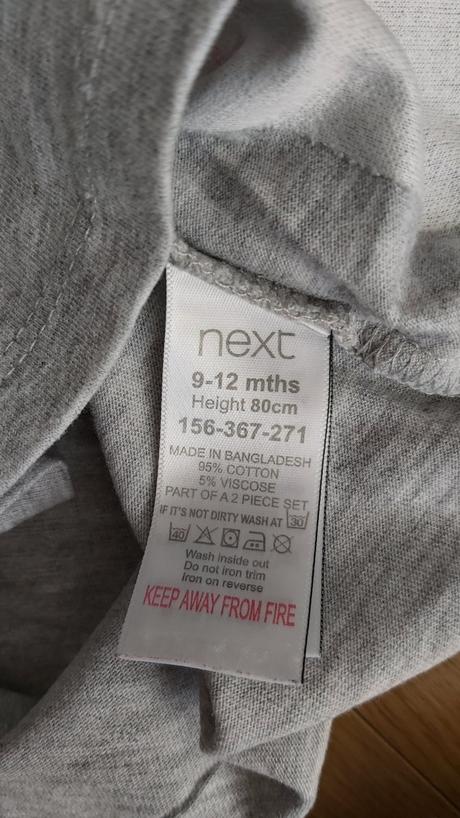 next
9-12 mths
Height 80cm
156-367-271
MADE IN BANGLADESH
95% COTTON
5% VISCOSE
PART OF A 2 PIECE SET
IF IT'S NOT DIRTY WASH AT 30
40
Wash inside out
Do not iron trim
Iron on reverse
KEEP AWAY FROM FIRE